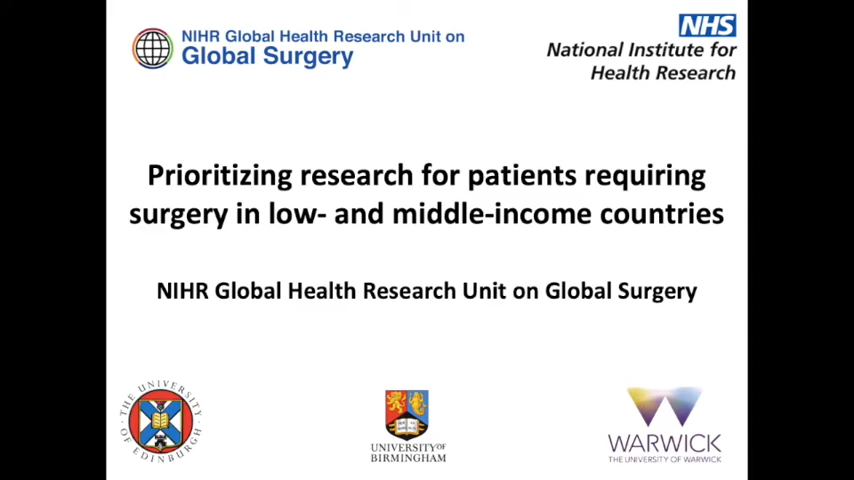 NIHR Global Health Research Unit on
Global Surgery
NHS
National Institute for
Health Research
Prioritizing research for patients requiring
surgery in low- and middle-income countries
NIHR Global Health Research Unit on Global Surgery
THE UNIVERSITY OF EDINBURGH
UNIVERSITY OF
BIRMINGHAM
WARWICK
THE UNIVERSITY OF WARWICK